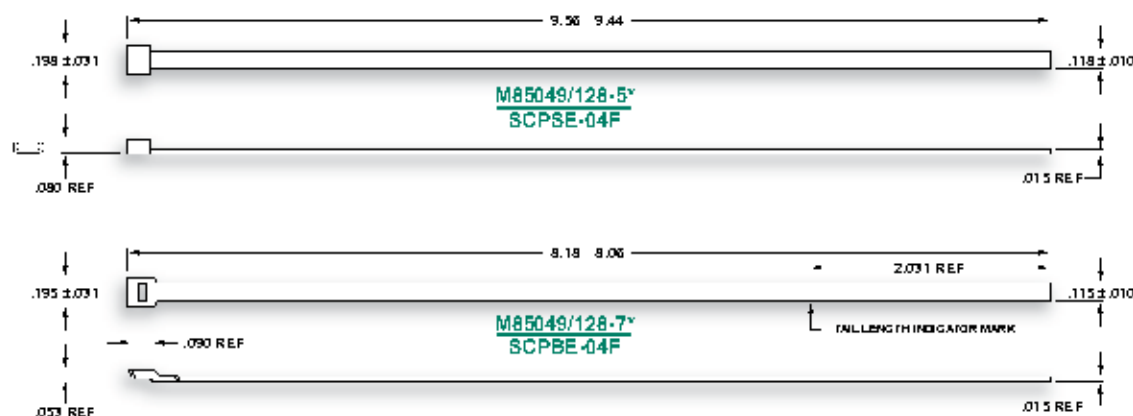 9.56 9.44
.198 ±.031
.118 ±.010
M85049/128-5*
SCPSE-04F
.080 REF
.015 REF
8.18 8.06
2.031 REF
.195 ±.031
.115 ±.010
M85049/128-7*
SCPBE-04F
TAIL LENGTH INDICATOR MARK
.090 REF
.053 REF
.015 REF